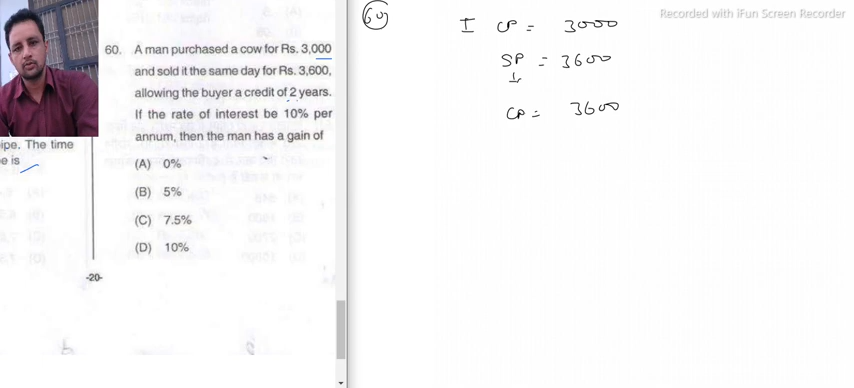 Recorded with iFun Screen Recorder
60. A man purchased a cow for Rs. 3,000
and sold it the same day for Rs. 3,600,
allowing the buyer a credit of 2 years.
If the rate of interest be 10% per
annum, then the man has a gain of
(A) 0%
(B) 5%
(C) 7.5%
(D) 10%
-20-
ipe. The time
e is
60
I CP = 3000
SP = 3600
CP = 3600